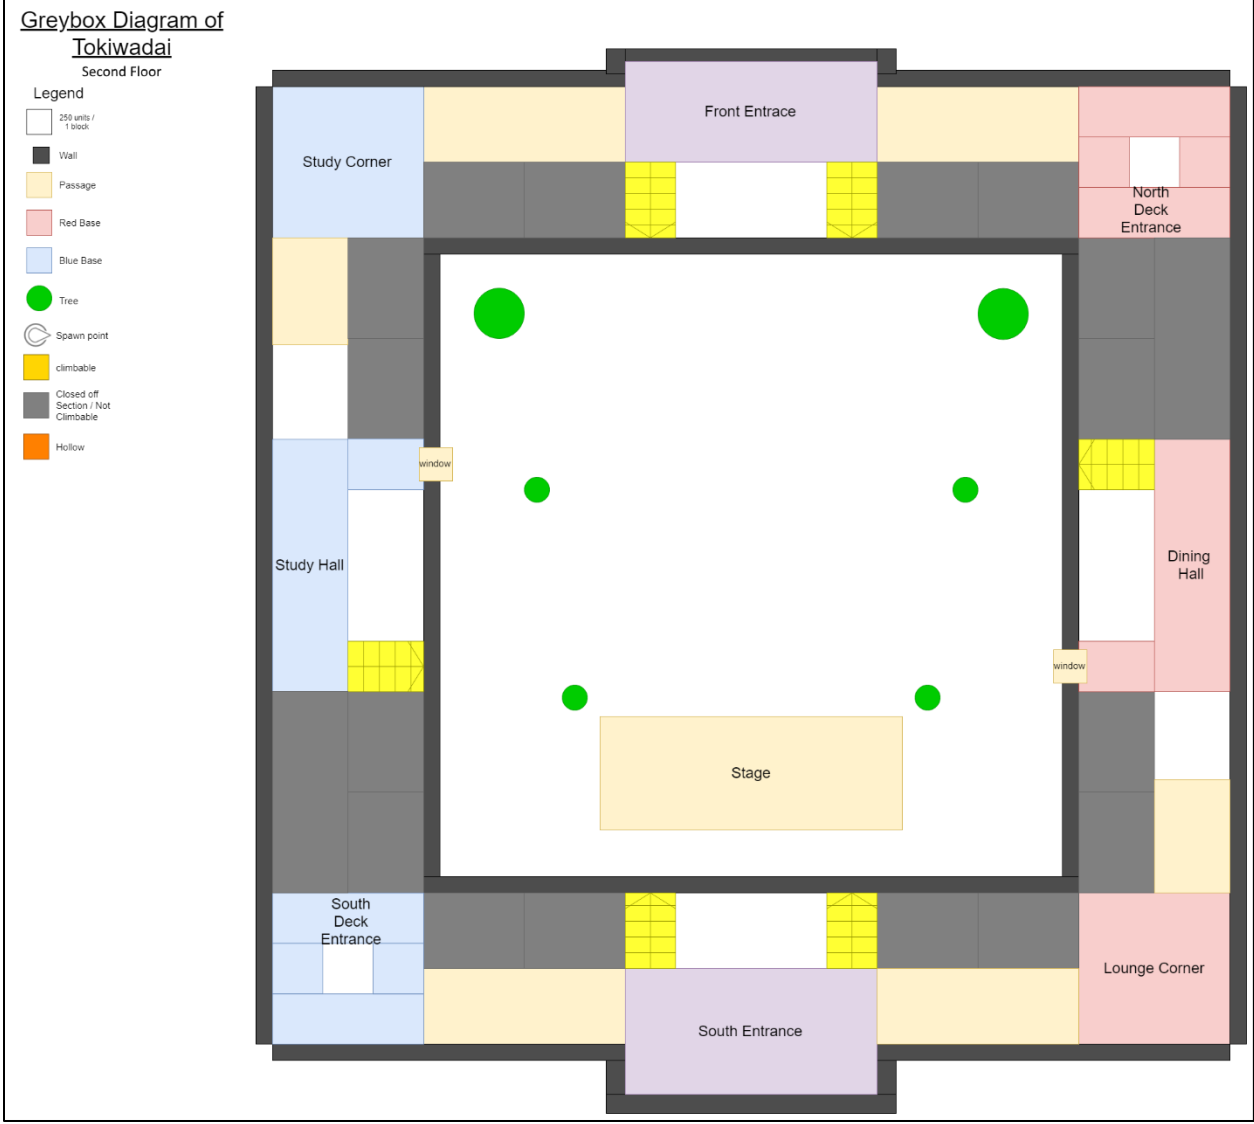 Greybox Diagram of
Tokiwadai
Second Floor
Legend
250 units /
1 block
Wall
Passage
Red Base
Blue Base
Tree
Spawn point
climbable
Closed off
Section / Not
Climbable
Hollow
Front Entrace
Study Corner
North
Deck
Entrance
window
Study Hall
Dining
Hall
window
Stage
South
Deck
Entrance
Lounge Corner
South Entrance